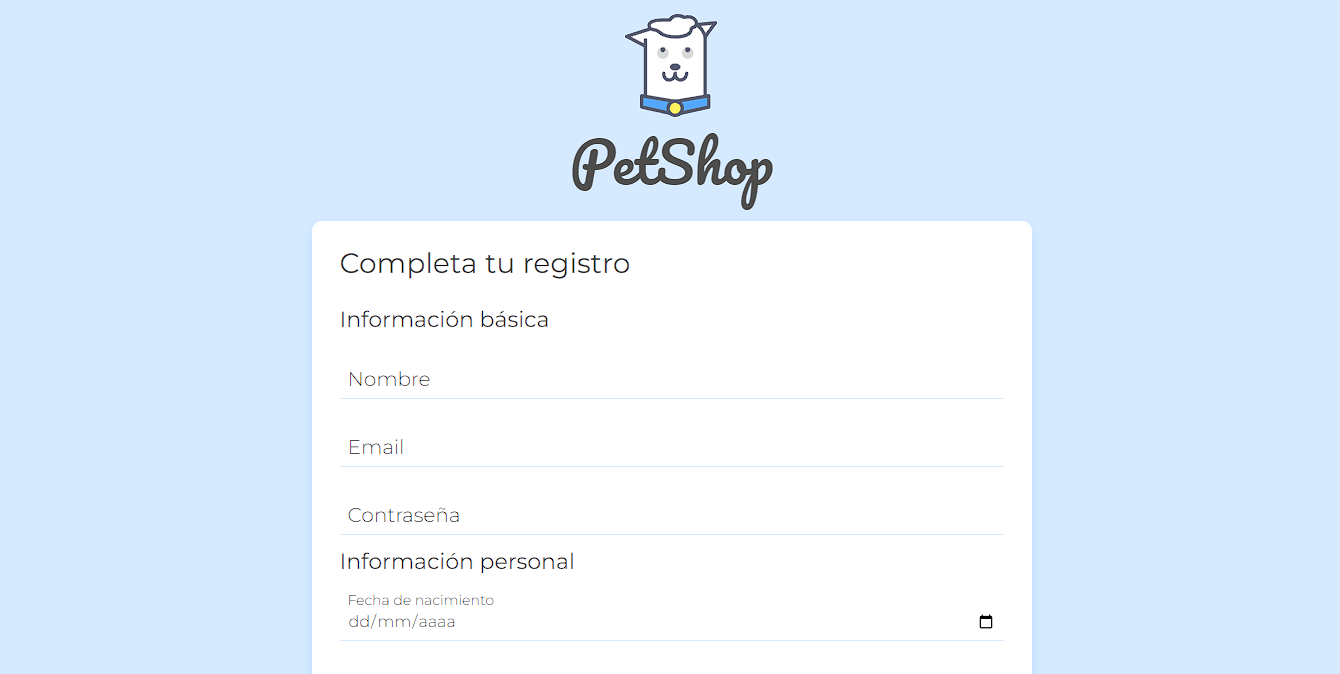 PetShop
Completa tu registro
Información básica
Nombre
Email
Contraseña
Información personal
Fecha de nacimiento
dd/mm/aaaa